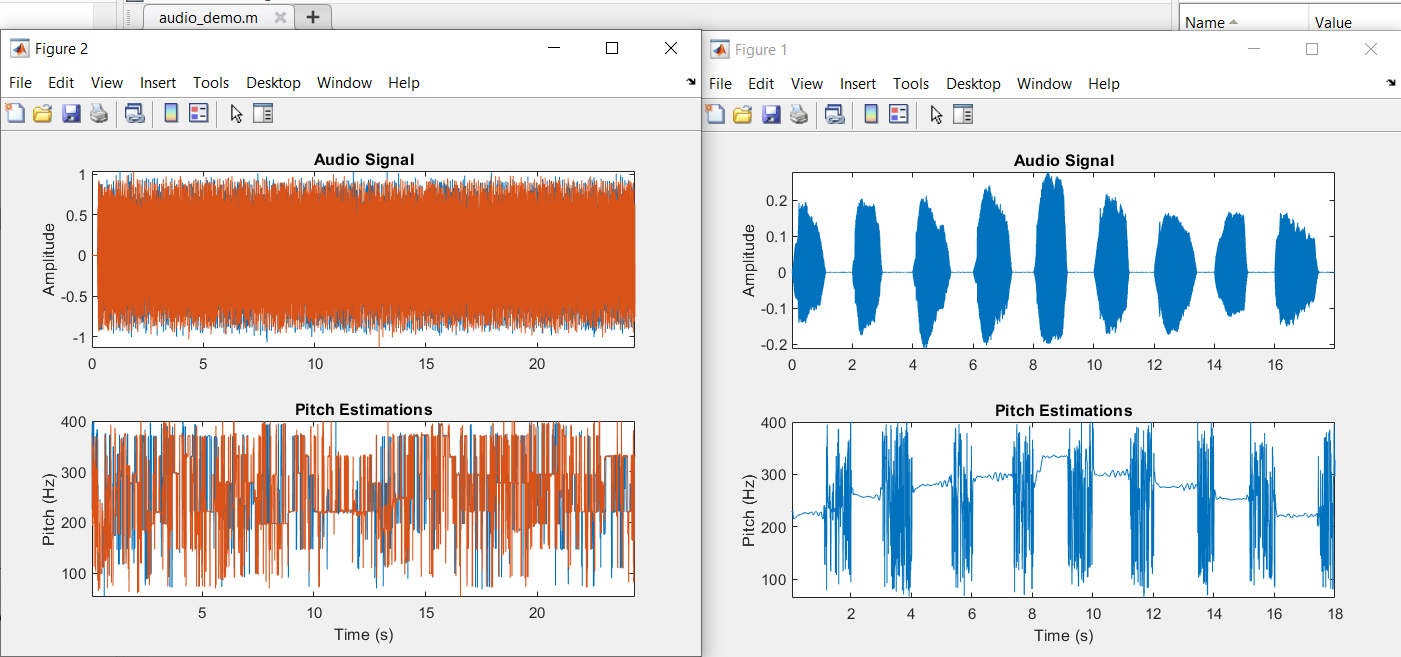 audio_demo.m
Name
Value
Figure 2
File Edit View Insert Tools Desktop Window Help
Audio Signal
Amplitude
1
0.5
0
-0.5
-1
0 5 10 15 20
Pitch Estimations
Pitch (Hz)
400
300
200
100
5 10 15 20
Time (s)
Figure 1
File Edit View Insert Tools Desktop Window Help
Audio Signal
Amplitude
0.2
0.1
0
-0.1
-0.2
0 2 4 6 8 10 12 14 16
Pitch Estimations
Pitch (Hz)
400
300
200
100
2 4 6 8 10 12 14 16 18
Time (s)